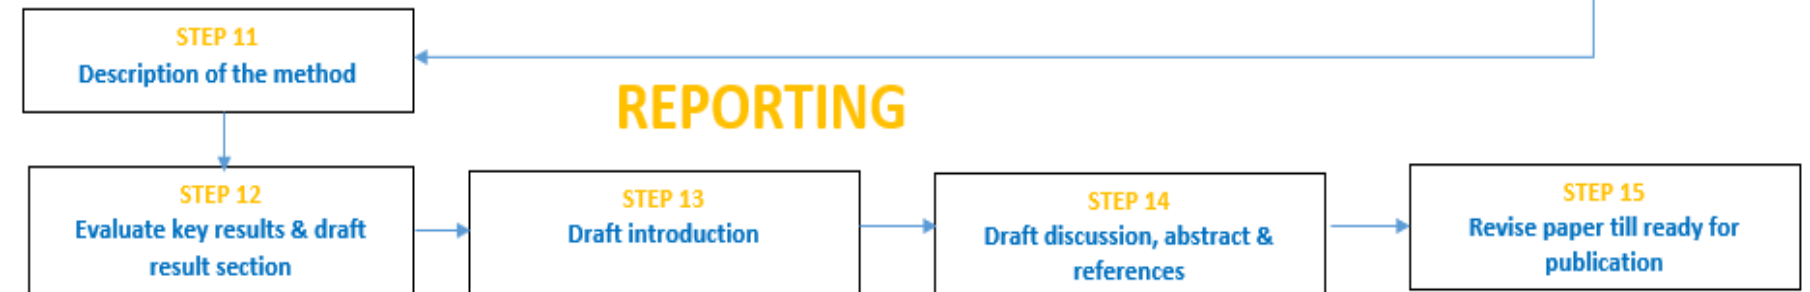 STEP 11
Description of the method
REPORTING
STEP 12
Evaluate key results & draft
result section
STEP 13
Draft introduction
STEP 14
Draft discussion, abstract &
references
STEP 15
Revise paper till ready for
publication